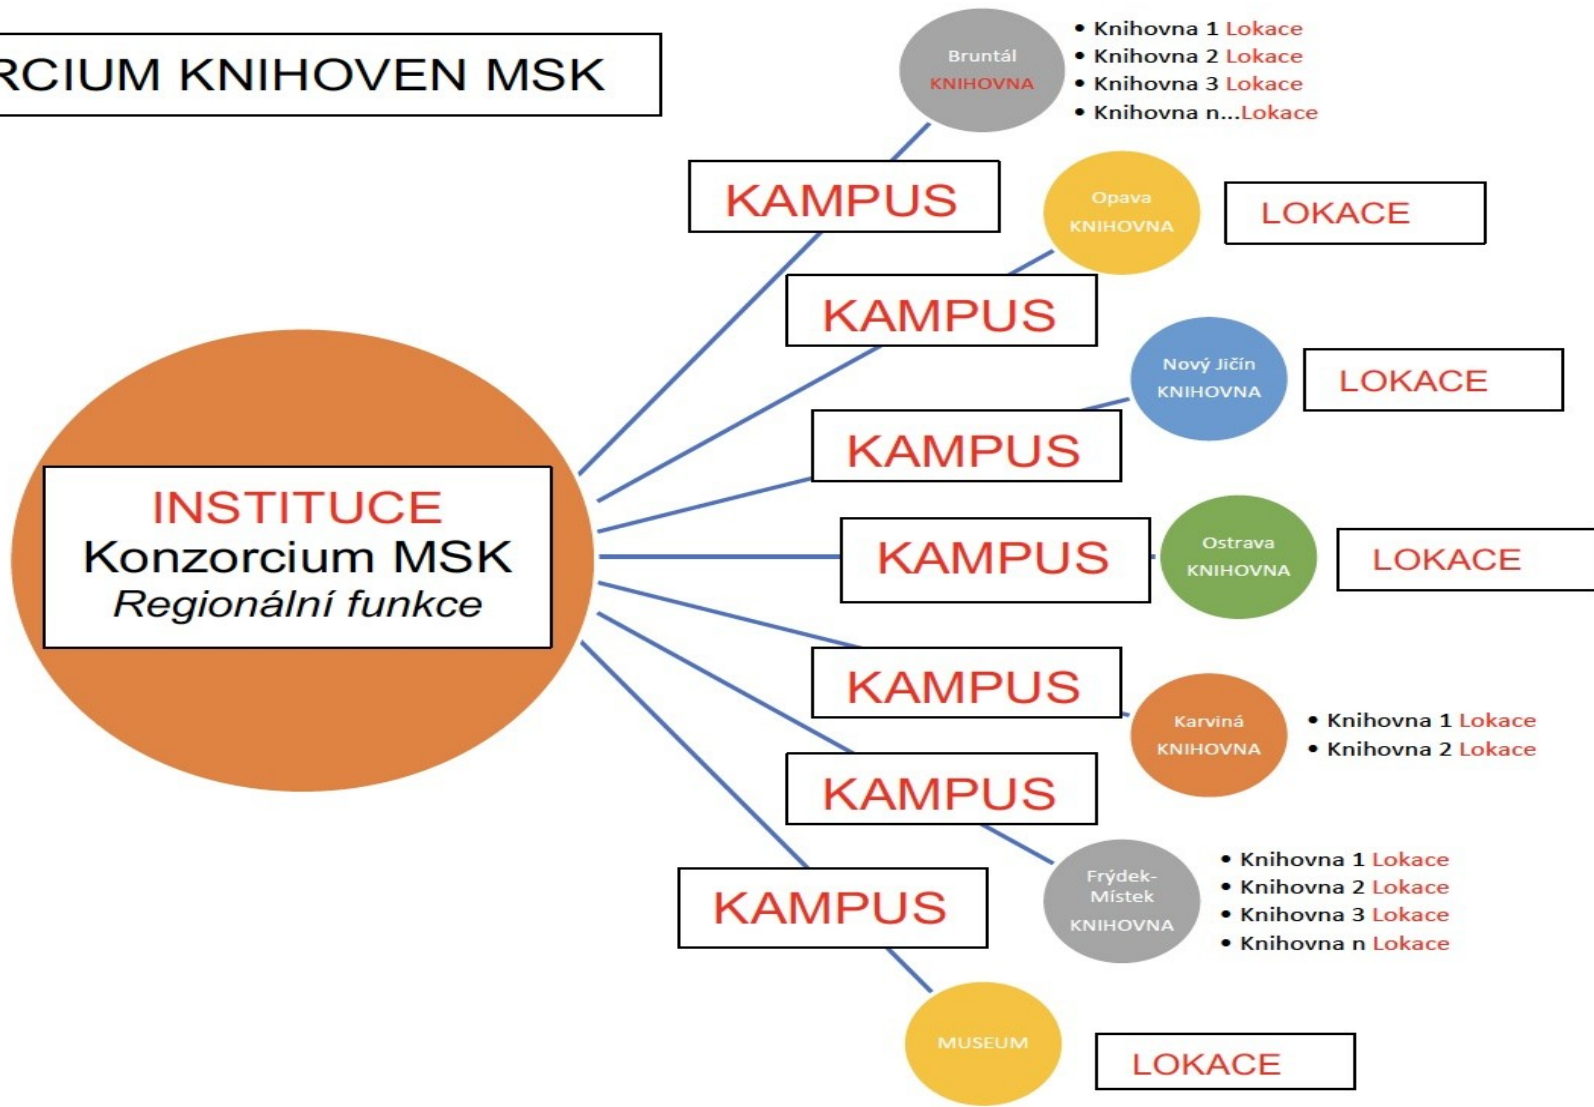 RCIUM KNIHOVEN MSK
Bruntál
KNIHOVNA
• Knihovna 1 Lokace
• Knihovna 2 Lokace
• Knihovna 3 Lokace
• Knihovna n...Lokace
KAMPUS
Opava
KNIHOVNA
LOKACE
KAMPUS
Nový Jičín
KNIHOVNA
LOKACE
KAMPUS
INSTITUCE
Konzorcium MSK
Regionální funkce
KAMPUS
Ostrava
KNIHOVNA
LOKACE
KAMPUS
Karviná
KNIHOVNA
• Knihovna 1 Lokace
• Knihovna 2 Lokace
KAMPUS
Frýdek-
Místek
KNIHOVNA
• Knihovna 1 Lokace
• Knihovna 2 Lokace
• Knihovna 3 Lokace
• Knihovna n Lokace
KAMPUS
MUSEUM
LOKACE